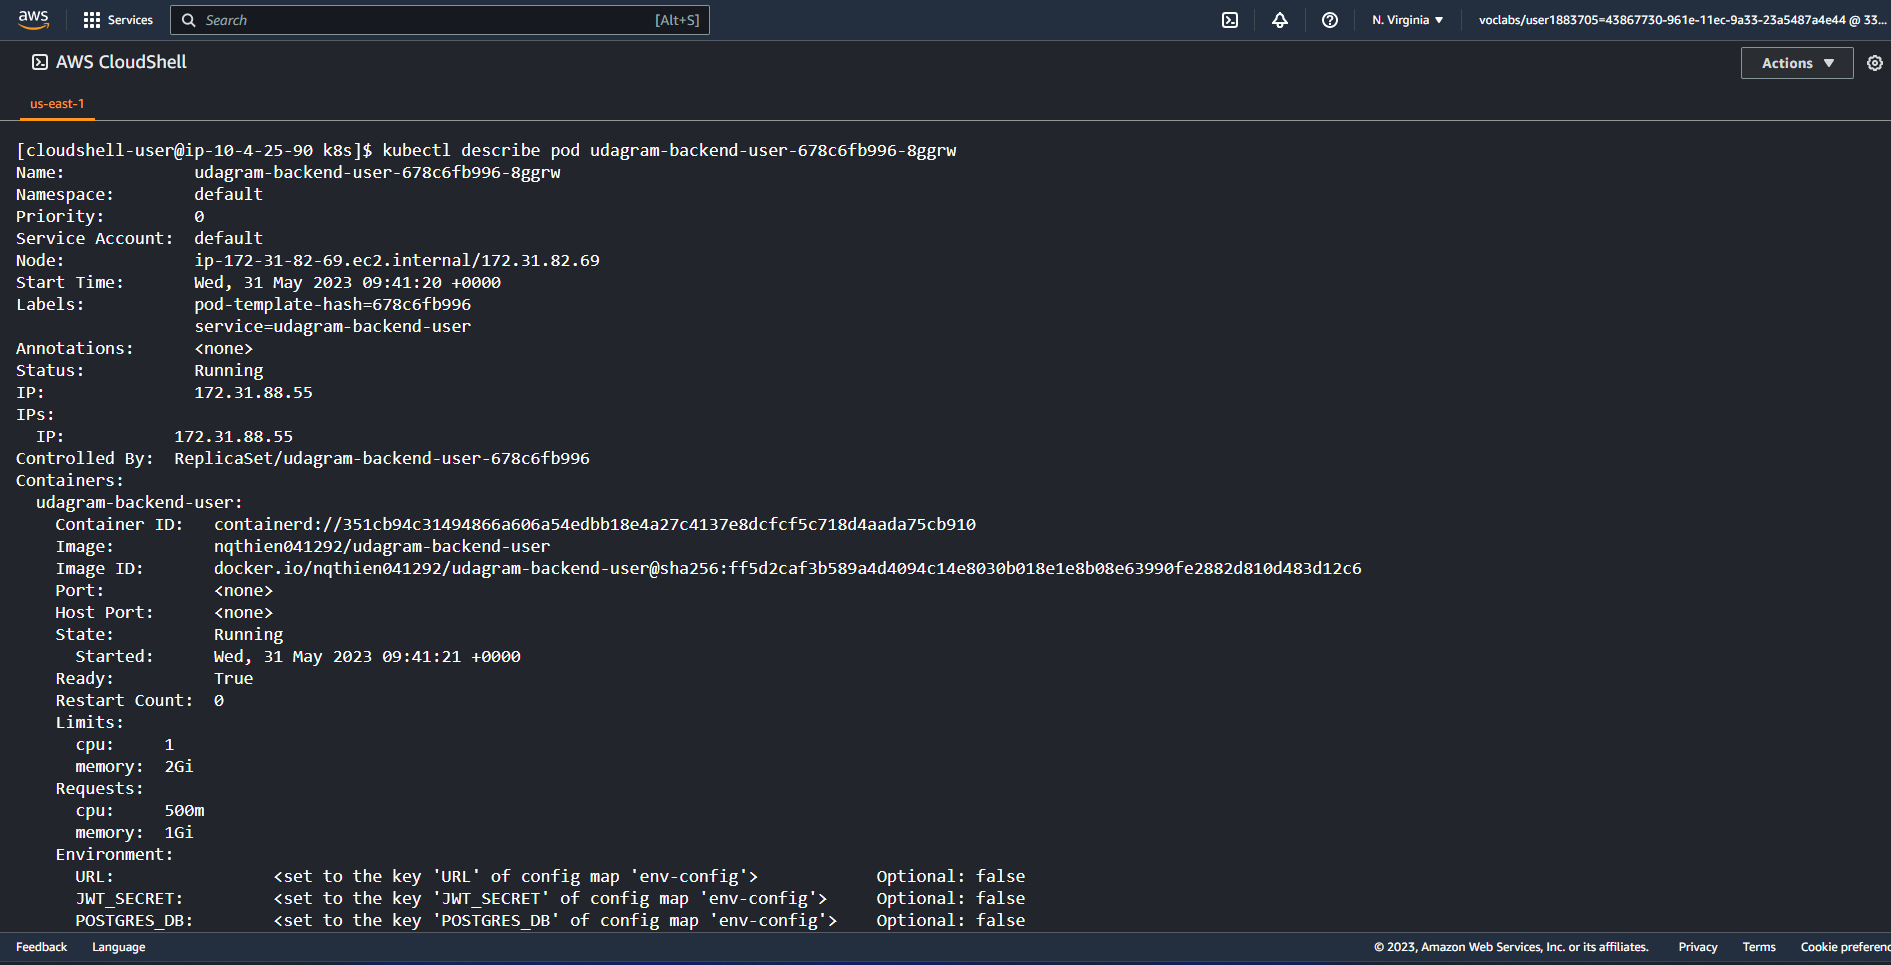 aws Services Search [Alt+S] N. Virginia ▼ voclabs/user1883705=43867730-961e-11ec-9a33-23a5487a4e44 @ 33...
AWS CloudShell Actions ▼
us-east-1
[cloudshell-user@ip-10-4-25-90 k8s]$ kubectl describe pod udagram-backend-user-678c6fb996-8ggrw
Name:             udagram-backend-user-678c6fb996-8ggrw
Namespace:        default
Priority:         0
Service Account:  default
Node:             ip-172-31-82-69.ec2.internal/172.31.82.69
Start Time:       Wed, 31 May 2023 09:41:20 +0000
Labels:           pod-template-hash=678c6fb996
                  service=udagram-backend-user
Annotations:      <none>
Status:           Running
IP:               172.31.88.55
IPs:
  IP:           172.31.88.55
Controlled By:  ReplicaSet/udagram-backend-user-678c6fb996
Containers:
  udagram-backend-user:
    Container ID:   containerd://351cb94c31494866a606a54edbb18e4a27c4137e8dcfcf5c718d4aada75cb910
    Image:          nqthien041292/udagram-backend-user
    Image ID:       docker.io/nqthien041292/udagram-backend-user@sha256:ff5d2caf3b589a4d4094c14e8030b018e1e8b08e63990fe2882d810d483d12c6
    Port:           <none>
    Host Port:      <none>
    State:          Running
      Started:      Wed, 31 May 2023 09:41:21 +0000
    Ready:          True
    Restart Count:  0
    Limits:
      cpu:     1
      memory:  2Gi
    Requests:
      cpu:     500m
      memory:  1Gi
    Environment:
      URL:                <set to the key 'URL' of config map 'env-config'>            Optional: false
      JWT_SECRET:         <set to the key 'JWT_SECRET' of config map 'env-config'>     Optional: false
      POSTGRES_DB:        <set to the key 'POSTGRES_DB' of config map 'env-config'>    Optional: false
Feedback Language © 2023, Amazon Web Services, Inc. or its affiliates. Privacy Terms Cookie preferenc